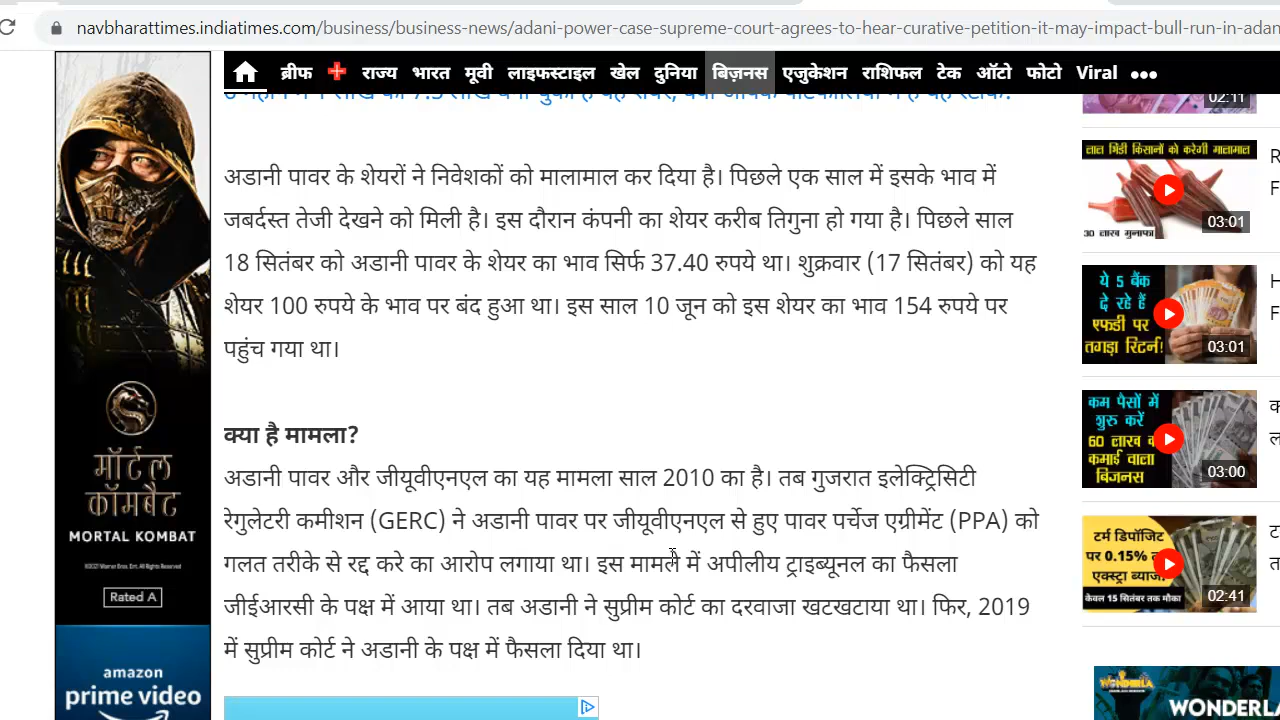 navbharattimes.indiatimes.com/business/business-news/adani-power-case-supreme-court-agrees-to-hear-curative-petition-it-may-impact-bull-run-in-adan
ब्रीफ राज्य भारत मूवी लाइफस्टाइल खेल दुनिया बिज़नस एजुकेशन राशिफल टेक ऑटो फोटो Viral
अडानी पावर के शेयरों ने निवेशकों को मालामाल कर दिया है। पिछले एक साल में इसके भाव में
जबर्दस्त तेजी देखने को मिली है। इस दौरान कंपनी का शेयर करीब तिगुना हो गया है। पिछले साल
18 सितंबर को अडानी पावर के शेयर का भाव सिर्फ 37.40 रुपये था। शुक्रवार (17 सितंबर) को यह
शेयर 100 रुपये के भाव पर बंद हुआ था। इस साल 10 जून को इस शेयर का भाव 154 रुपये पर
पहुंच गया था।
क्या है मामला?
अडानी पावर और जीयूवीएनएल का यह मामला साल 2010 का है। तब गुजरात इलेक्ट्रिसिटी
रेगुलेटरी कमीशन (GERC) ने अडानी पावर पर जीयूवीएनएल से हुए पावर पर्चेज एग्रीमेंट (PPA) को
गलत तरीके से रद्द करे का आरोप लगाया था। इस मामले में अपीलीय ट्राइब्यूनल का फैसला
जीईआरसी के पक्ष में आया था। तब अडानी ने सुप्रीम कोर्ट का दरवाजा खटखटाया था। फिर, 2019
में सुप्रीम कोर्ट ने अडानी के पक्ष में फैसला दिया था।
मॉर्टल
कॉमबैट
MORTAL KOMBAT
Rated A
amazon
prime video
02:11
लाल भिंडी किसानों को करेगी मालामाल
30 लाख मुनाफा
03:01
ये 5 बैंक
दे रहे हैं
एफडी पर
तगड़ा रिटर्न!
03:01
कम पैसों में
शुरू करें
60 लाख
कमाई वाला
बिजनस
03:00
टर्म डिपॉजिट
पर 0.15%
एक्स्ट्रा ब्याज
केवल 15 सितंबर तक मौका
02:41
WONDERLA
WONDERL